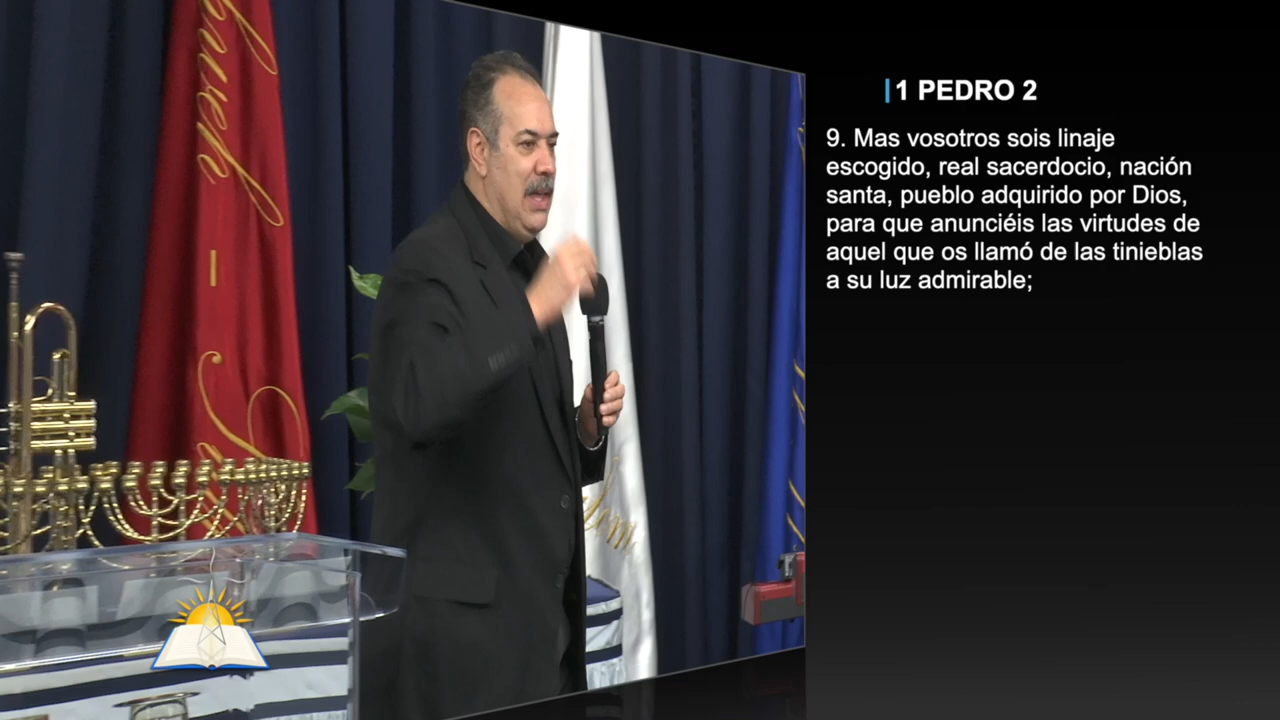 1 PEDRO 2
9. Mas vosotros sois linaje
escogido, real sacerdocio, nación
santa, pueblo adquirido por Dios,
para que anunciéis las virtudes de
aquel que os llamó de las tinieblas
a su luz admirable;